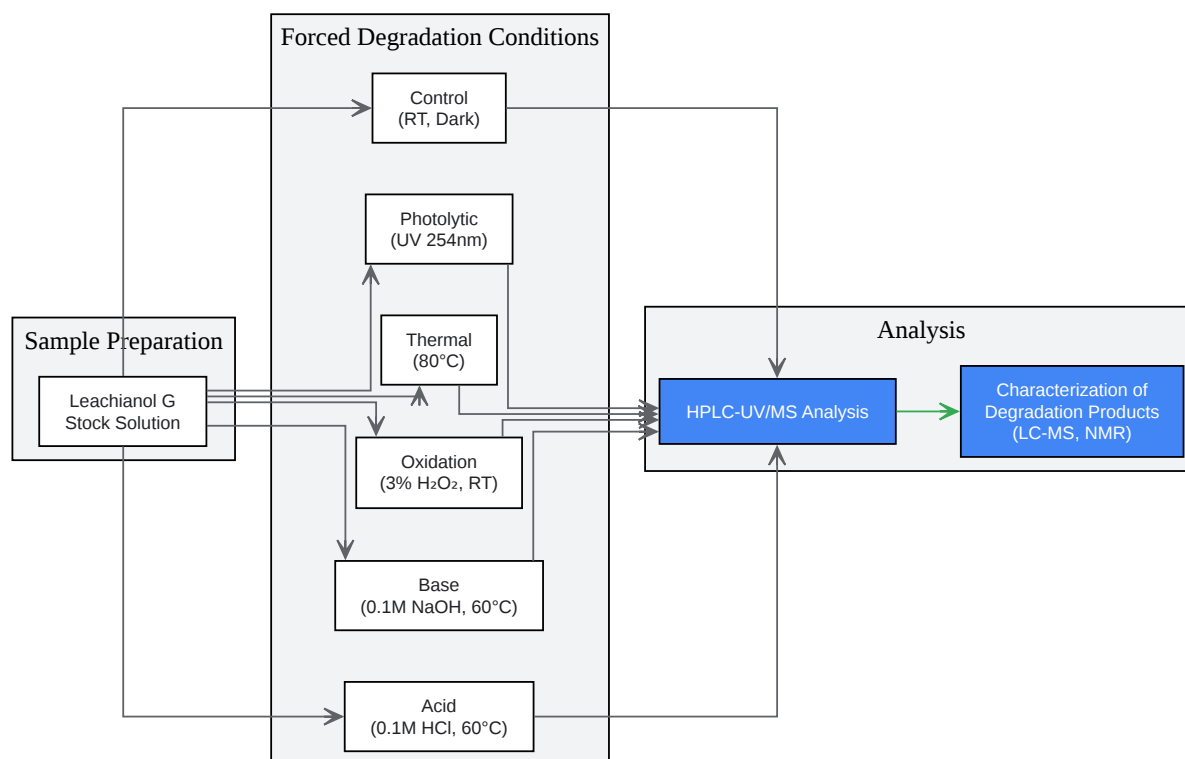 Forced Degradation Conditions
Control
(RT, Dark)
Photolytic
(UV 254nm)
Sample Preparation
Leachianol G
Stock Solution
Thermal
(80°C)
Oxidation
(3% H₂O₂, RT)
Base
(0.1M NaOH, 60°C)
Acid
(0.1M HCl, 60°C)
Analysis
HPLC-UV/MS Analysis
Characterization of
Degradation Products
(LC-MS, NMR)